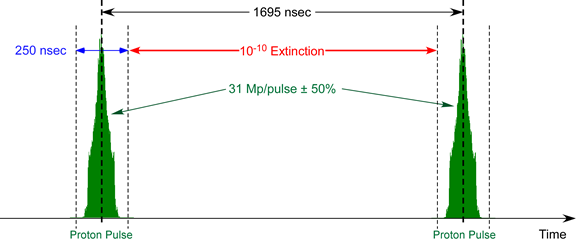 1695 nsec
250 nsec
10-10 Extinction
31 Mp/pulse ± 50%
Time
Proton Pulse
Proton Pulse